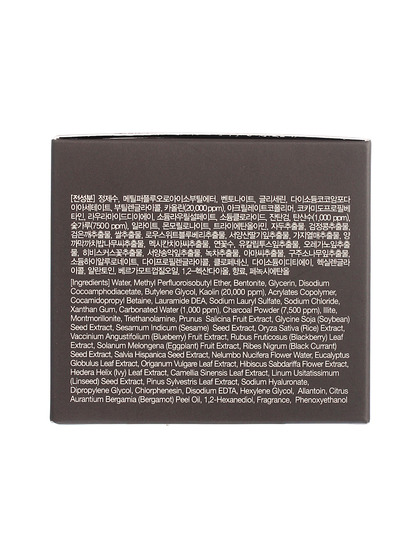 [전성분] 정제수, 메틸퍼플루오로아이소부틸에터, 벤토나이트, 글리세린, 다이소듐코코암포다
이아세테이트, 부틸렌글라이콜, 카올린(20,000 ppm), 아크릴레이트코폴리머, 코카미도프로필베
타인, 라우라마이드디이에이, 소듐라우릴설페이트, 소듐클로라이드, 잔탄검, 탄산수(1,000 ppm),
숯가루(7,500 ppm), 일라이트, 몬모릴로나이트, 트라이에탄올아민, 자두추출물, 검정콩추출물,
검은깨추출물, 쌀추출물, 로우스위트블루베리추출물, 서양산딸기잎추출물, 가지열매추출물, 양
까막까치밥나무씨추출물, 멕시칸치아씨추출물, 연꽃수, 유칼립투스잎추출물, 오레가노잎추출
물, 히비스커스꽃추출물, 서양송악잎추출물, 녹차추출물, 아마씨추출물, 구주소나무잎추출물,
소듐하이알루로네이트, 다이프로필렌글라이콜, 클로페네신, 다이소듐이디티에이, 헥실렌글라
이콜, 알란토인, 베르가모트껍질오일, 1,2–헥산다이올, 향료, 페녹시에탄올
[Ingredients] Water, Methyl Perfluoroisobutyl Ether, Bentonite, Glycerin, Disodium
Cocoamphodiacetate, Butylene Glycol, Kaolin (20,000 ppm), Acrylates Copolymer,
Cocamidopropyl Betaine, Lauramide DEA, Sodium Lauryl Sulfate, Sodium Chloride,
Xanthan Gum, Carbonated Water (1,000 ppm), Charcoal Powder (7,500 ppm), Illite,
Montmorillonite, Triethanolamine, Prunus Salicina Fruit Extract, Glycine Soja (Soybean)
Seed Extract, Sesamum Indicum (Sesame) Seed Extract, Oryza Sativa (Rice) Extract,
Vaccinium Angustifolium (Blueberry) Fruit Extract, Rubus Fruticosus (Blackberry) Leaf
Extract, Solanum Melongena (Eggplant) Fruit Extract, Ribes Nigrum (Black Currant)
Seed Extract, Salvia Hispanica Seed Extract, Nelumbo Nucifera Flower Water, Eucalyptus
Globulus Leaf Extract, Origanum Vulgare Leaf Extract, Hibiscus Sabdariffa Flower Extract,
Hedera Helix (Ivy) Leaf Extract, Camellia Sinensis Leaf Extract, Linum Usitatissimum
(Linseed) Seed Extract, Pinus Sylvestris Leaf Extract, Sodium Hyaluronate,
Dipropylene Glycol, Chlorphenesin, Disodium EDTA, Hexylene Glycol, Allantoin, Citrus
Aurantium Bergamia (Bergamot) Peel Oil, 1,2-Hexanediol, Fragrance, Phenoxyethanol